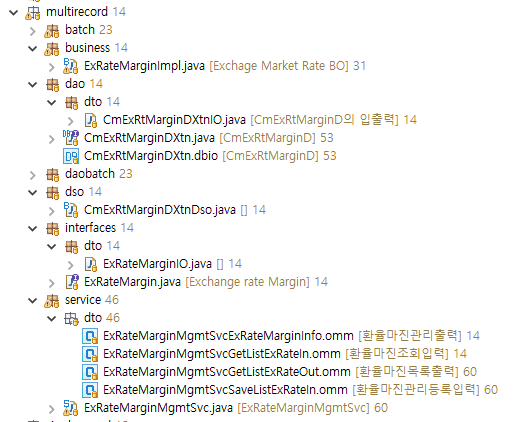 multirecord 14
batch 23
business 14
ExRateMarginImpl.java [Exchage Market Rate BO] 31
dao 14
dto 14
CmExRtMarginDXtnIO.java [CmExRtMarginD의 입출력] 14
CmExRtMarginDXtn.java [CmExRtMarginD] 53
CmExRtMarginDXtn.dbio [CmExRtMarginD] 53
daobatch 23
dso 14
CmExRtMarginDXtnDso.java [] 14
interfaces 14
dto 14
ExRateMarginIO.java [] 14
ExRateMargin.java [Exchange rate Margin] 14
service 46
dto 46
ExRateMarginMgmtSvcExRateMarginInfo.omm [환율마진관리출력] 14
ExRateMarginMgmtSvcGetListExRateIn.omm [환율마진조회입력] 14
ExRateMarginMgmtSvcGetListExRateOut.omm [환율마진목록출력] 60
ExRateMarginMgmtSvcSaveListExRateIn.omm [환율마진관리등록입력] 60
ExRateMarginMgmtSvc.java [ExRateMarginMgmtSvc] 60